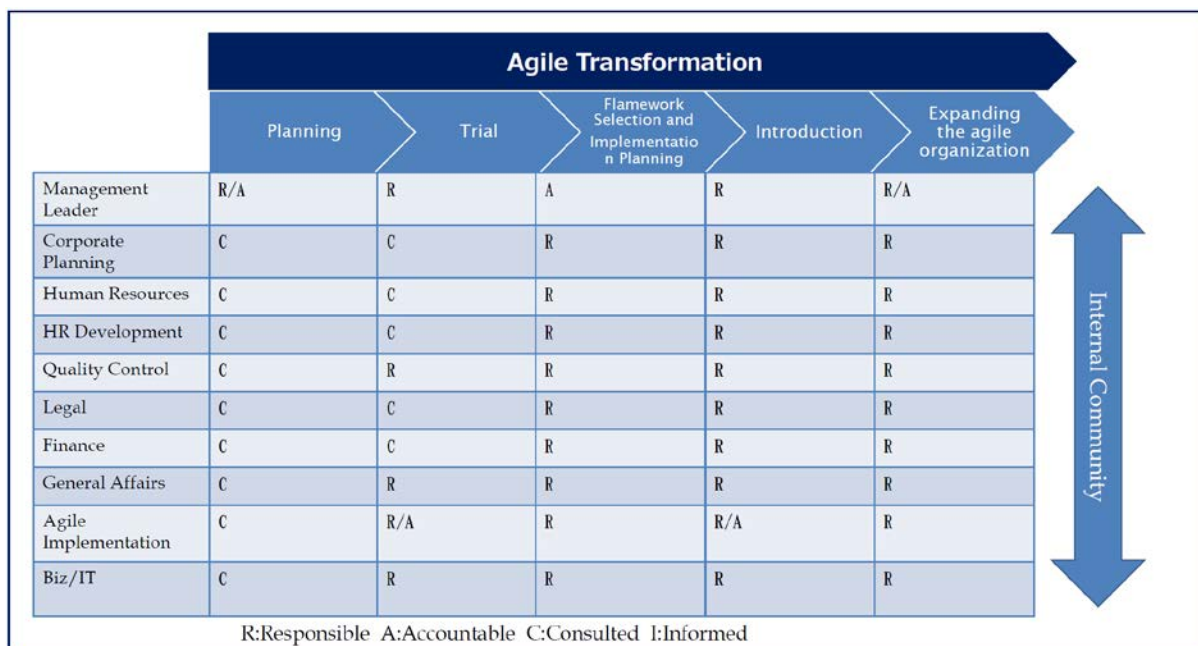 Agile Transformation
Planning
Trial
Flamework
Selection and
Implementatio
n Planning
Introduction
Expanding
the agile
organization
Management
Leader
R/A
R
A
R
R/A
Corporate
Planning
C
C
R
R
R
Human Resources
C
C
R
R
R
HR Development
C
C
R
R
R
Quality Control
C
R
R
R
R
Legal
C
C
R
R
R
Finance
C
C
R
R
R
General Affairs
C
R
R
R
R
Agile
Implementation
C
R/A
R
R/A
R
Biz/IT
C
R
R
R
R
Internal Community
R:Responsible A:Accountable C:Consulted I:Informed